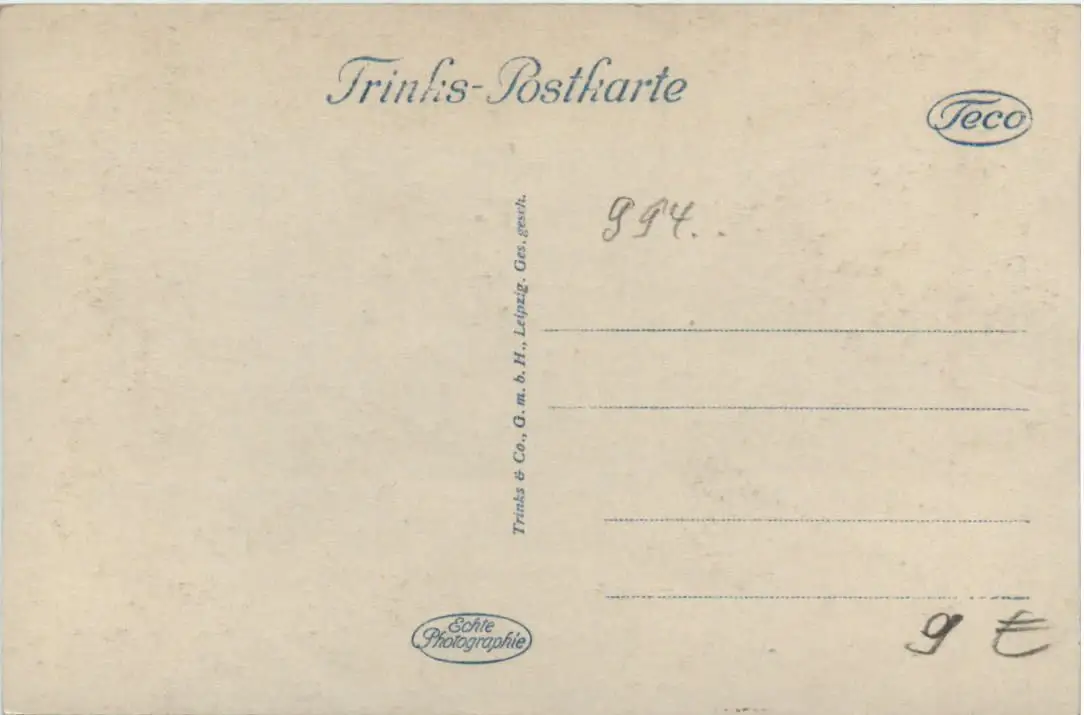 Trinks-Postkarte
Teco
994..
Trinks & Co., G. m. b. H., Leipzig. Ges. gesch.
Echte
Photographie
9 €